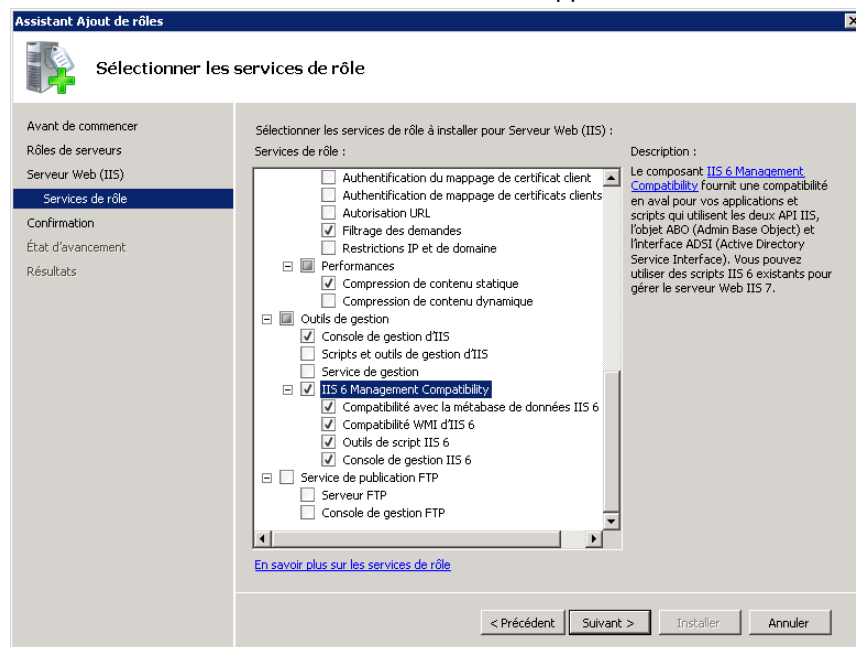 Assistant Ajout de rôles
Sélectionner les services de rôle
Avant de commencer
Rôles de serveurs
Serveur Web (IIS)
Services de rôle
Confirmation
État d'avancement
Résultats
Sélectionner les services de rôle à installer pour Serveur Web (IIS) :
Services de rôle :
Authentification du mappage de certificat client
Authentification de mappage de certificats clients
Autorisation URL
Filtrage des demandes
Restrictions IP et de domaine
Performances
Compression de contenu statique
Compression de contenu dynamique
Outils de gestion
Console de gestion d'IIS
Scripts et outils de gestion d'IIS
Service de gestion
IIS 6 Management Compatibility
Compatibilité avec la métabase de données IIS 6
Compatibilité WMI d'IIS 6
Outils de script IIS 6
Console de gestion IIS 6
Service de publication FTP
Serveur FTP
Console de gestion FTP
En savoir plus sur les services de rôle
Description :
Le composant IIS 6 Management
Compatibility fournit une compatibilité
en aval pour vos applications et
scripts qui utilisent les deux API IIS,
l'objet ABO (Admin Base Object) et
l'interface ADSI (Active Directory
Service Interface). Vous pouvez
utiliser des scripts IIS 6 existants pour
gérer le serveur Web IIS 7.
< Précédent
Suivant >
Installer
Annuler